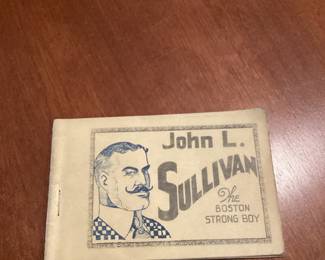 John L.
SULLIVAN
The
BOSTON
STRONG BOY